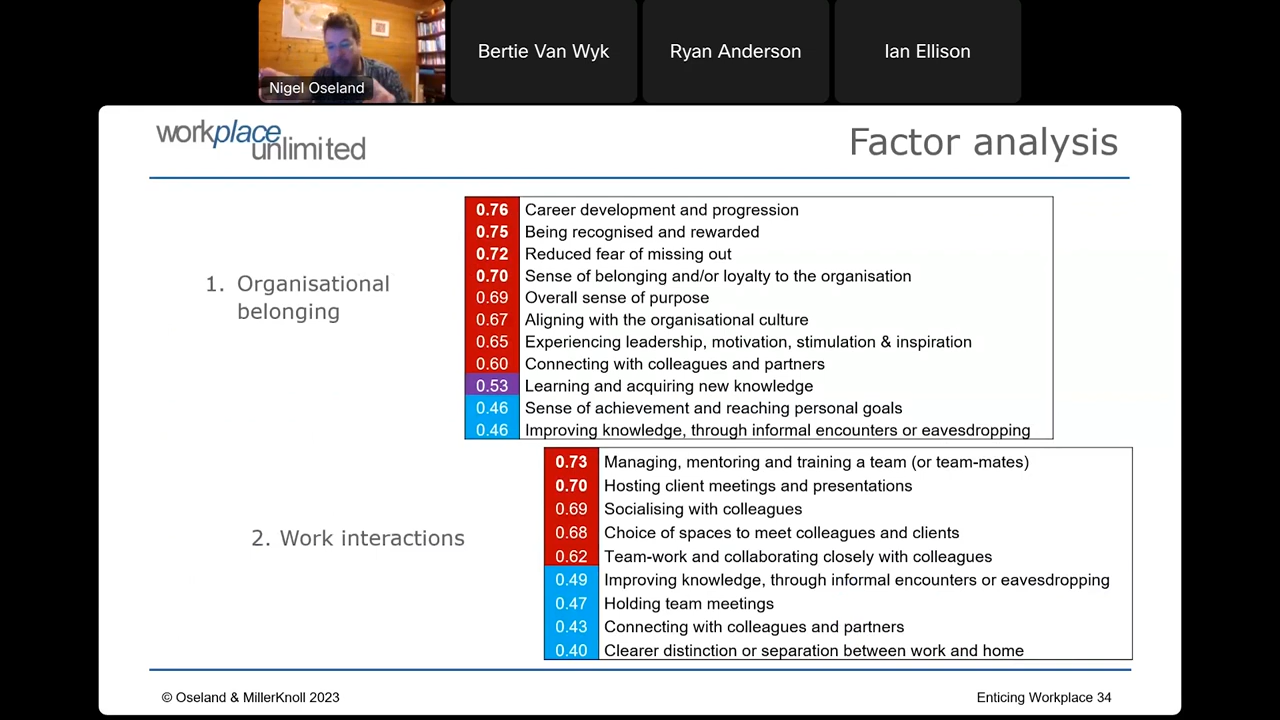 Nigel Oseland
Bertie Van Wyk
Ryan Anderson
Ian Ellison
workplace
unlimited
Factor analysis
1. Organisational
belonging
0.76 Career development and progression
0.75 Being recognised and rewarded
0.72 Reduced fear of missing out
0.70 Sense of belonging and/or loyalty to the organisation
0.69 Overall sense of purpose
0.67 Aligning with the organisational culture
0.65 Experiencing leadership, motivation, stimulation & inspiration
0.60 Connecting with colleagues and partners
0.53 Learning and acquiring new knowledge
0.46 Sense of achievement and reaching personal goals
0.46 Improving knowledge, through informal encounters or eavesdropping
2. Work interactions
0.73 Managing, mentoring and training a team (or team-mates)
0.70 Hosting client meetings and presentations
0.69 Socialising with colleagues
0.68 Choice of spaces to meet colleagues and clients
0.62 Team-work and collaborating closely with colleagues
0.49 Improving knowledge, through informal encounters or eavesdropping
0.47 Holding team meetings
0.43 Connecting with colleagues and partners
0.40 Clearer distinction or separation between work and home
© Oseland & MillerKnoll 2023
Enticing Workplace 34